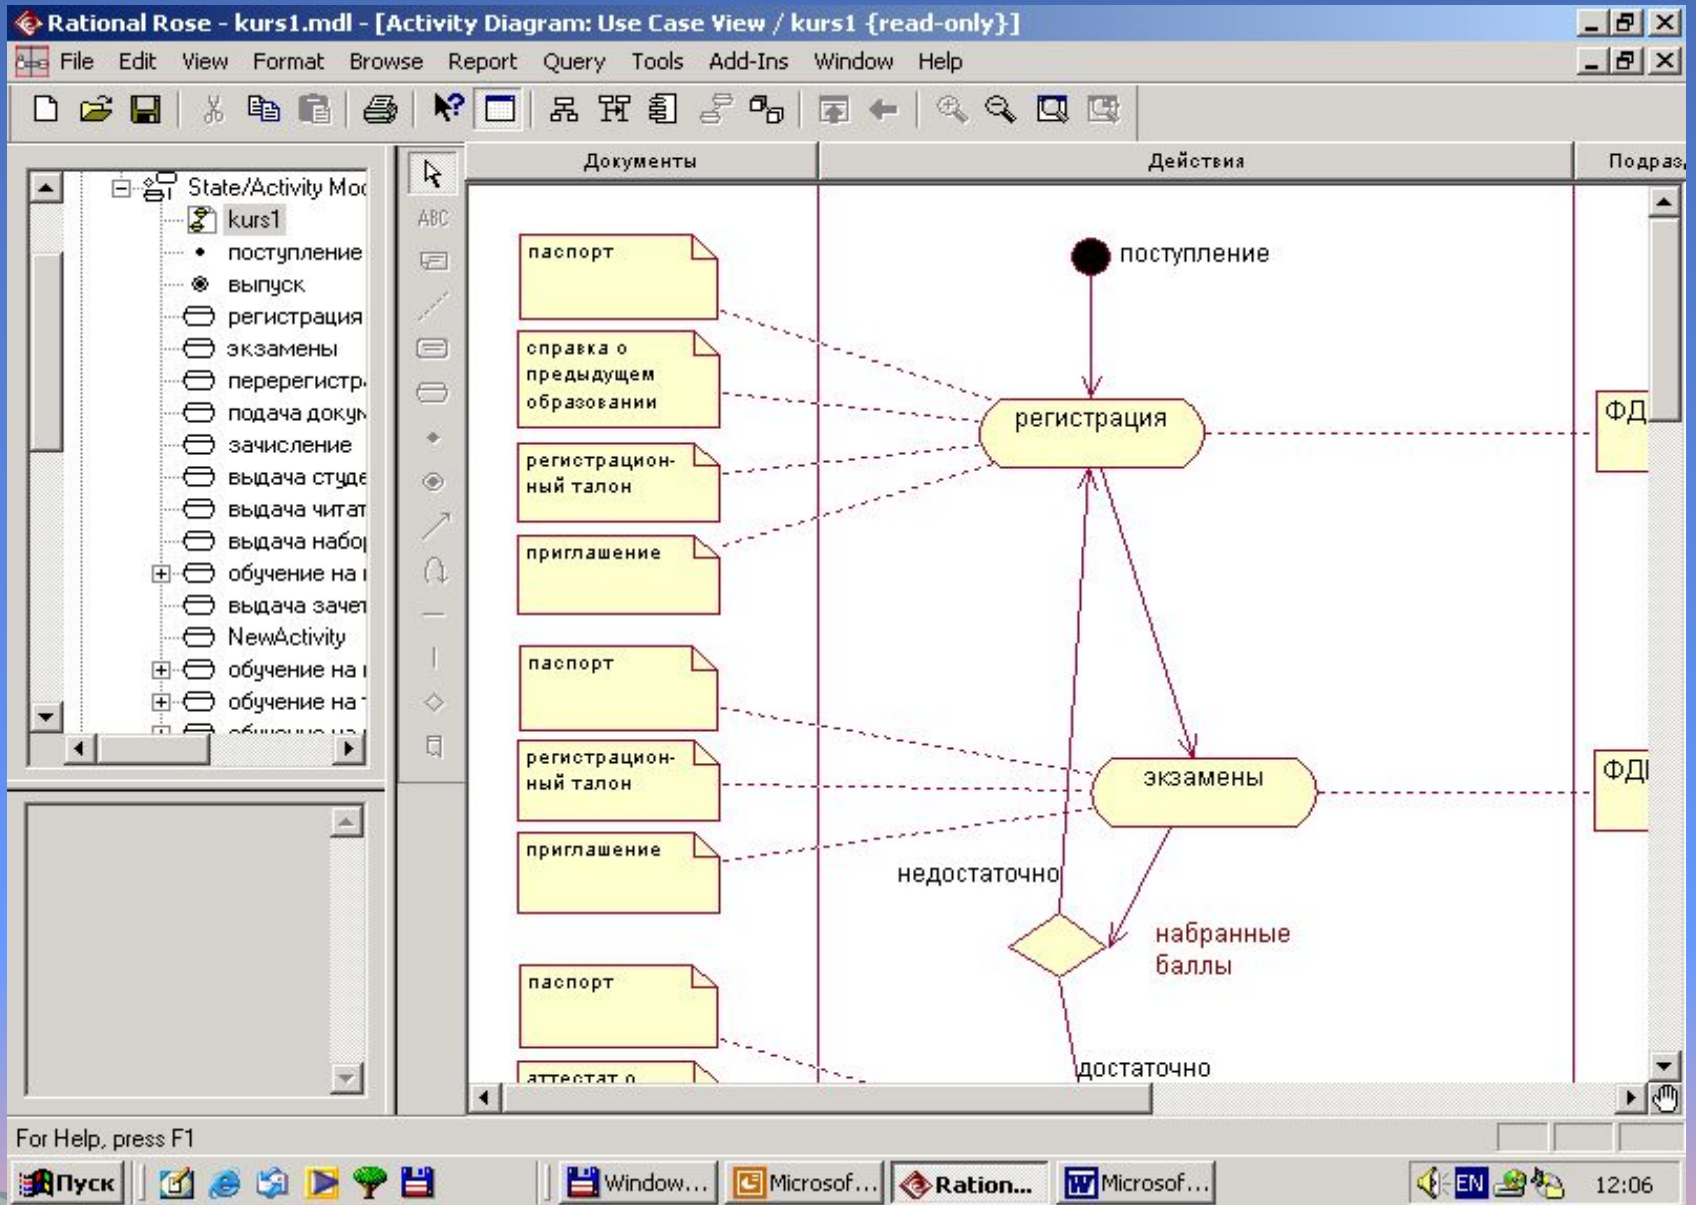 Rational Rose - kurs1.mdl - [Activity Diagram: Use Case View / kurs1 {read-only}]
File Edit View Format Browse Report Query Tools Add-Ins Window Help
Документы Действия Подраз
State/Activity Mod
kurs1
поступление
выпуск
регистрация
экзамены
перерегистр
подача докум
зачисление
выдача студе
выдача читат
выдача набор
обучение на
выдача зачет
NewActivity
обучение на
обучение на
ABC
паспорт
справка о
предыдущем
образовании
регистрацион-
ный талон
приглашение
паспорт
регистрацион-
ный талон
приглашение
паспорт
аттестат о
поступление
регистрация
экзамены
недостаточно
набранные
баллы
достаточно
ФД
ФД
For Help, press F1
Пуск Window... Microsof... Ration... Microsof... EN 12:06